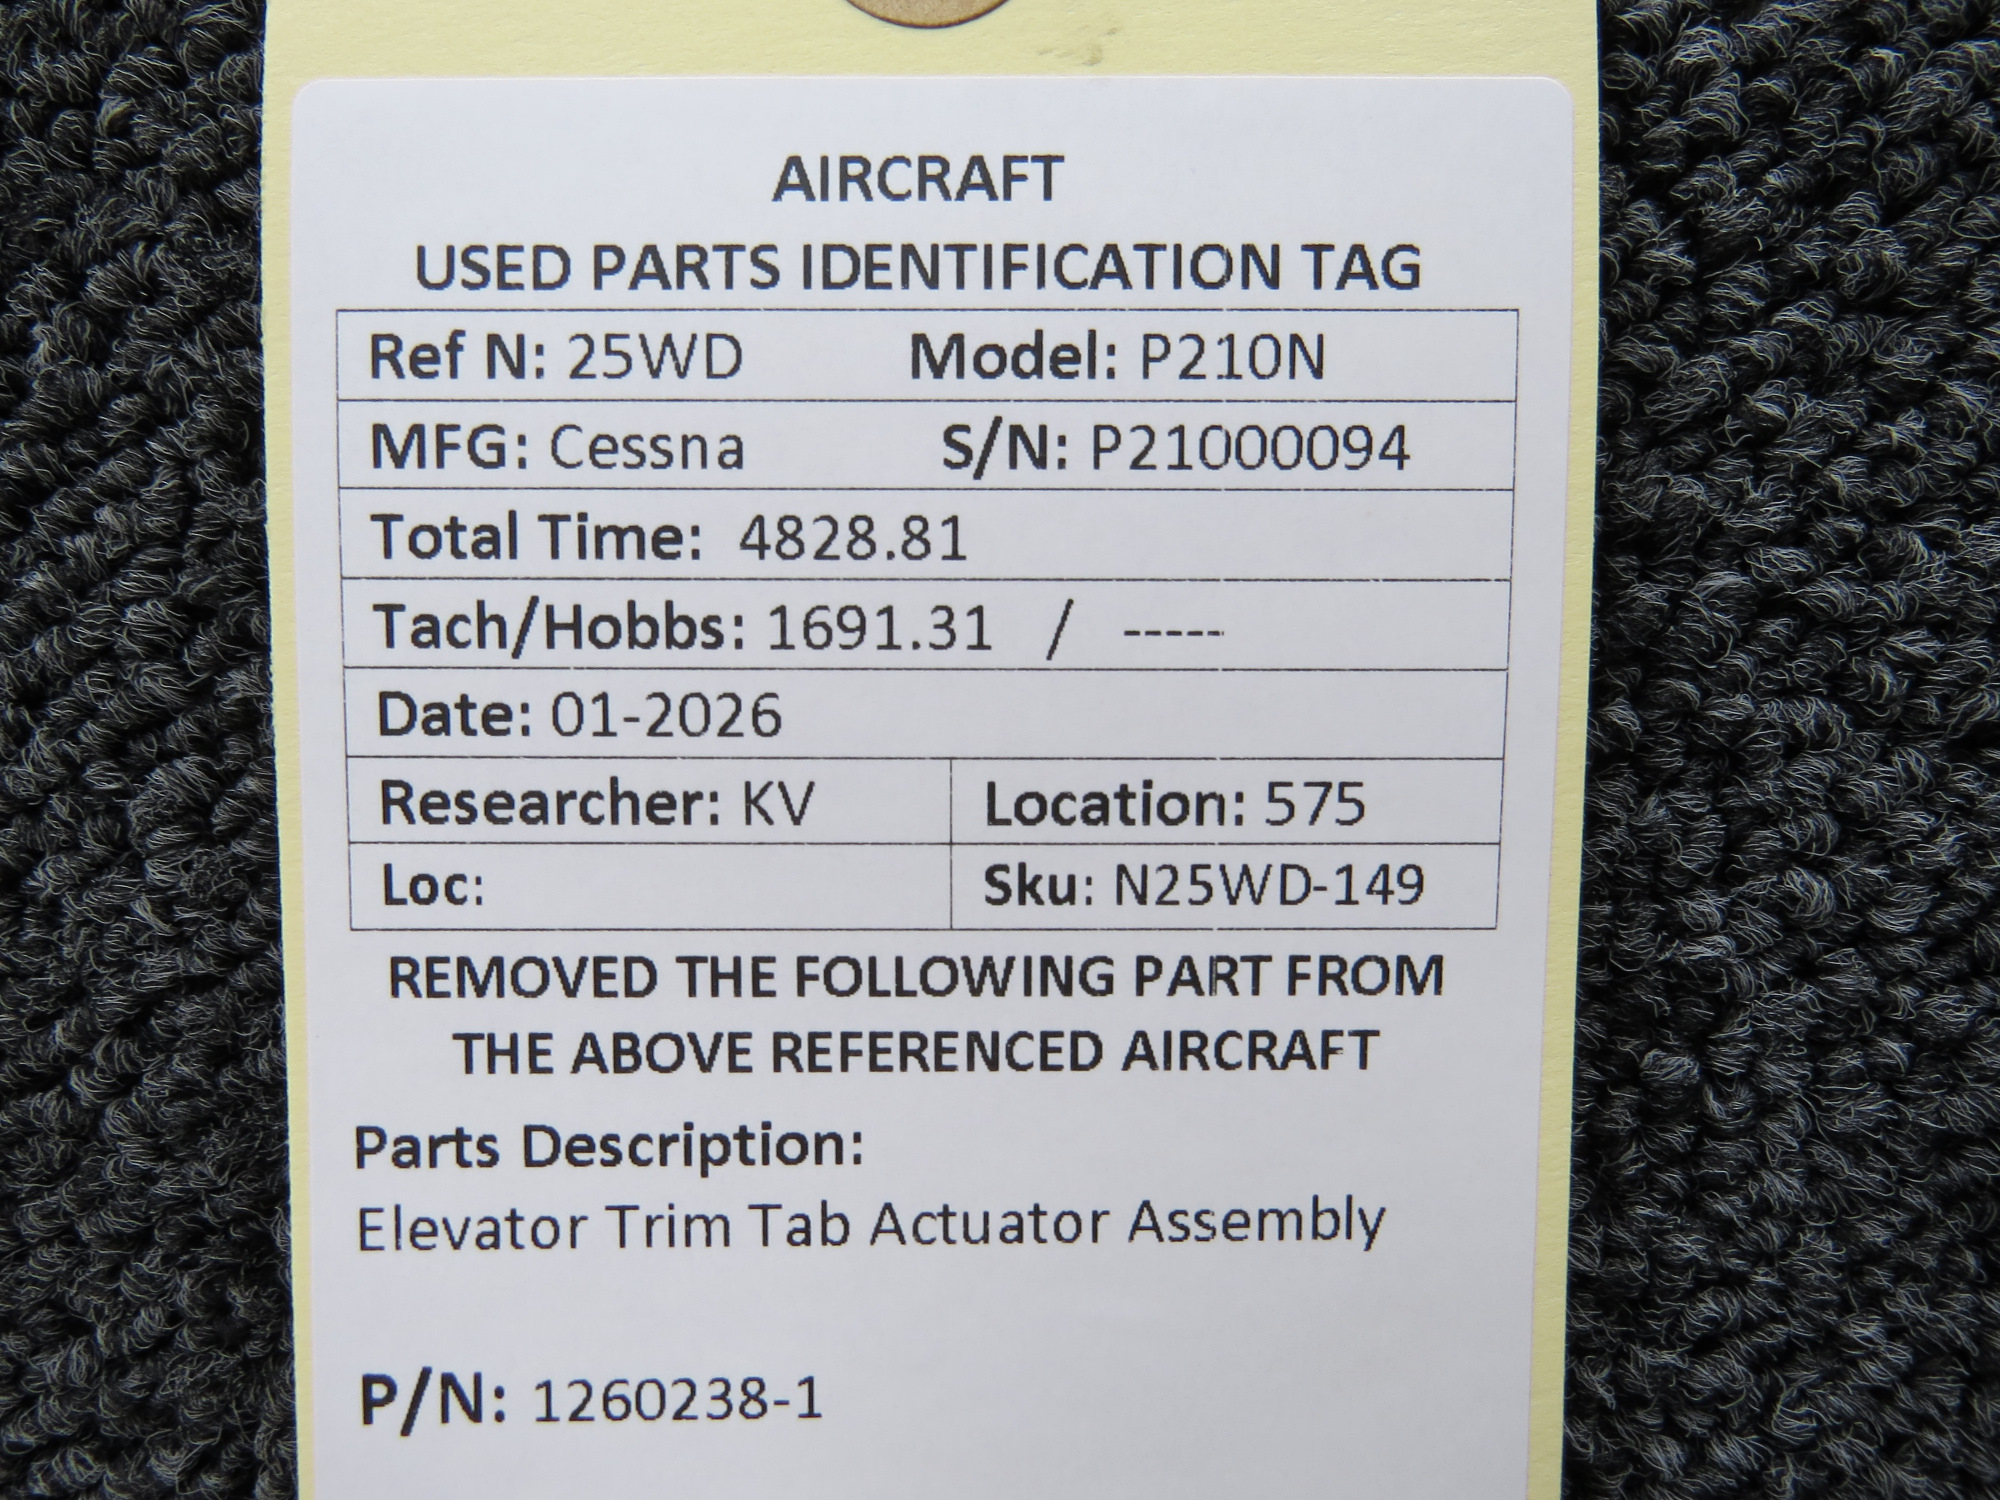 AIRCRAFT
USED PARTS IDENTIFICATION TAG
Ref N: 25WD Model: P210N
MFG: Cessna S/N: P21000094
Total Time: 4828.81
Tach/Hobbs: 1691.31 / -----
Date: 01-2026
Researcher: KV Location: 575
Loc: Sku: N25WD-149
REMOVED THE FOLLOWING PART FROM
THE ABOVE REFERENCED AIRCRAFT
Parts Description:
Elevator Trim Tab Actuator Assembly
P/N: 1260238-1